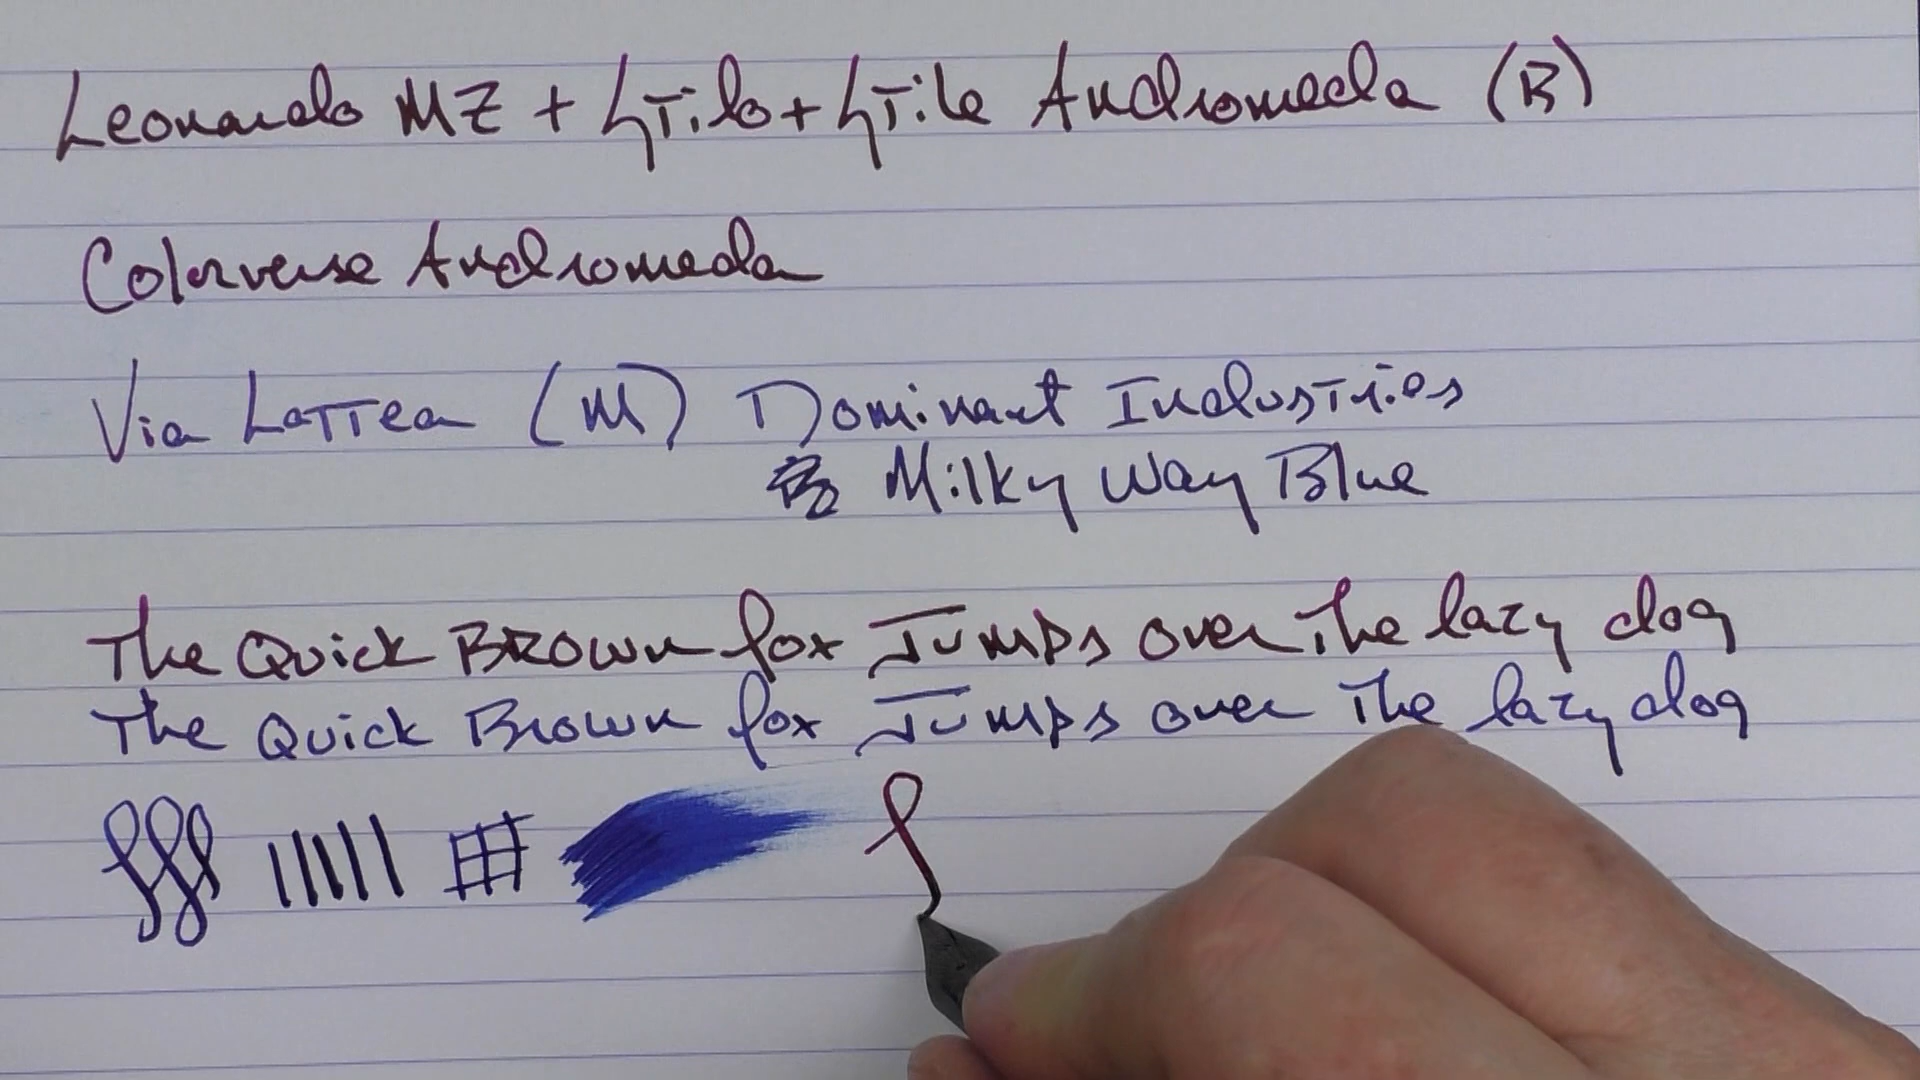 Leonardo MZ + STilo + STile Andromeda (B)
Colorverse Andromeda
Via LaTTea (M) Dominant IndusTries
Milky Way Blue
The Quick BROWN fox Jumps over The lazy dog
The Quick Brown fox Jumps over The lazy dog
fff
f